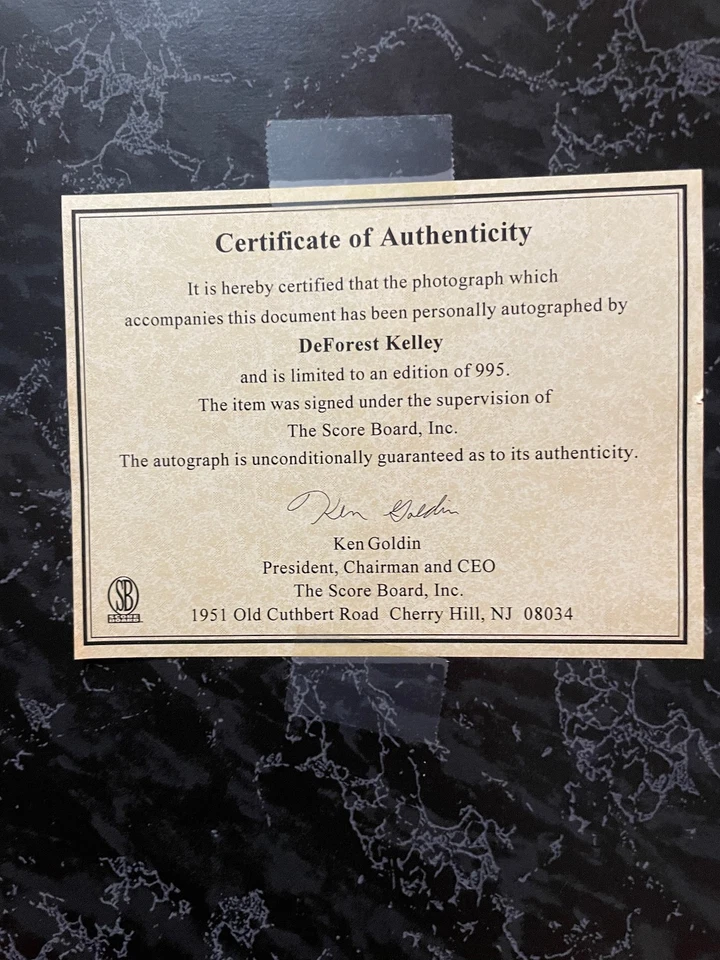 Certificate of Authenticity
It is hereby certified that the photograph which
accompanies this document has been personally autographed by
DeForest Kelley
and is limited to an edition of 995.
The item was signed under the supervision of
The Score Board, Inc.
The autograph is unconditionally guaranteed as to its authenticity.
Ken Goldin
Ken Goldin
President, Chairman and CEO
The Score Board, Inc.
SB
SCORE BOARD
1951 Old Cuthbert Road Cherry Hill, NJ 08034